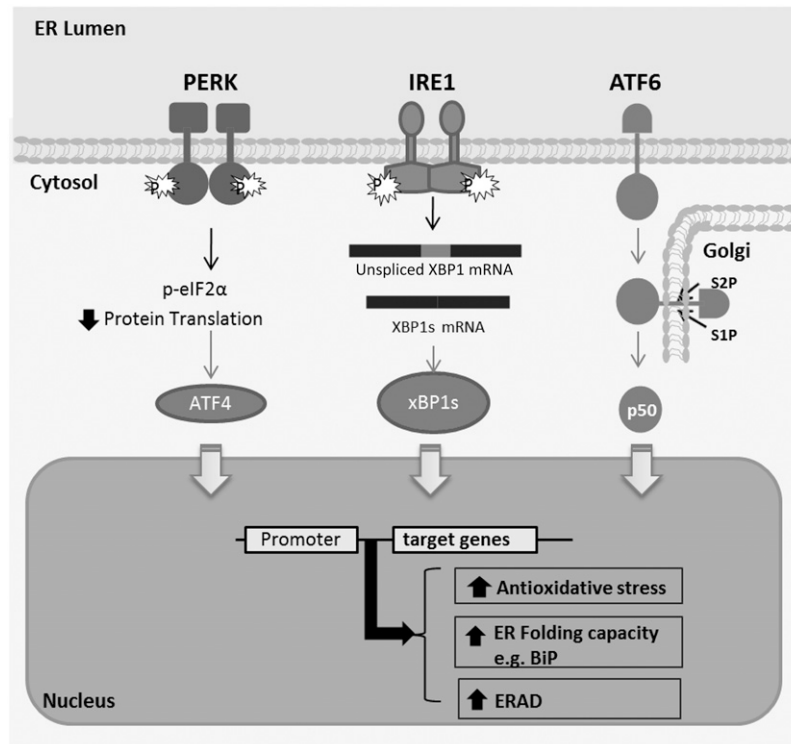 ER Lumen
PERK
IRE1
ATF6
Cytosol
P
P
P
P
Golgi
Unspliced XBP1 mRNA
S2P
p-eIF2α
Protein Translation
XBP1s mRNA
S1P
ATF4
xBP1s
p50
Promoter
target genes
Antioxidative stress
ER Folding capacity
e.g. BiP
ERAD
Nucleus